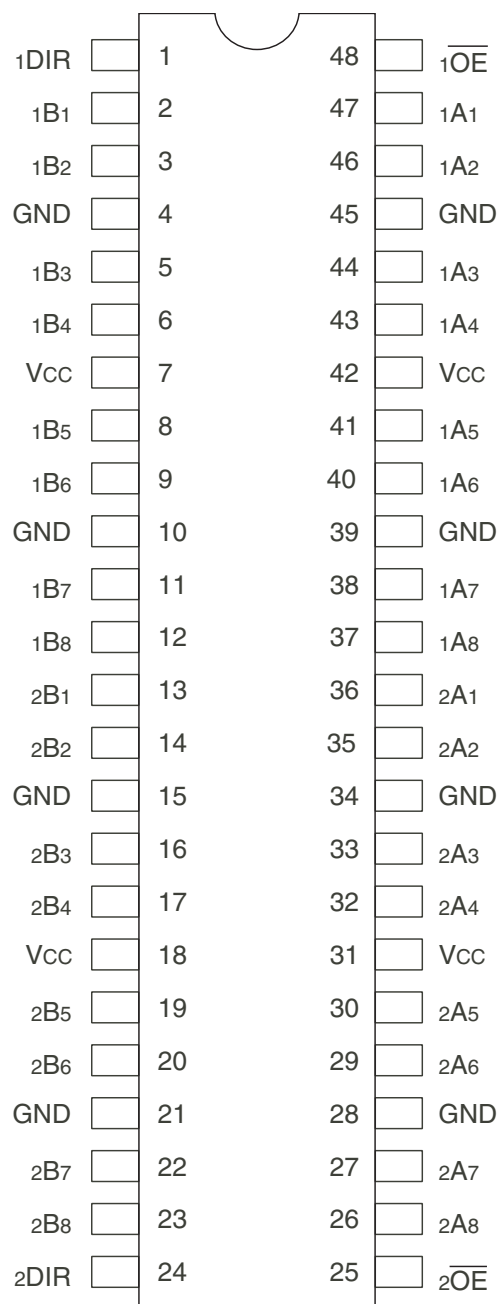 1DIR 1 48 1O̅E̅
1B1 2 47 1A1
1B2 3 46 1A2
GND 4 45 GND
1B3 5 44 1A3
1B4 6 43 1A4
VCC 7 42 VCC
1B5 8 41 1A5
1B6 9 40 1A6
GND 10 39 GND
1B7 11 38 1A7
1B8 12 37 1A8
2B1 13 36 2A1
2B2 14 35 2A2
GND 15 34 GND
2B3 16 33 2A3
2B4 17 32 2A4
VCC 18 31 VCC
2B5 19 30 2A5
2B6 20 29 2A6
GND 21 28 GND
2B7 22 27 2A7
2B8 23 26 2A8
2DIR 24 25 2O̅E̅